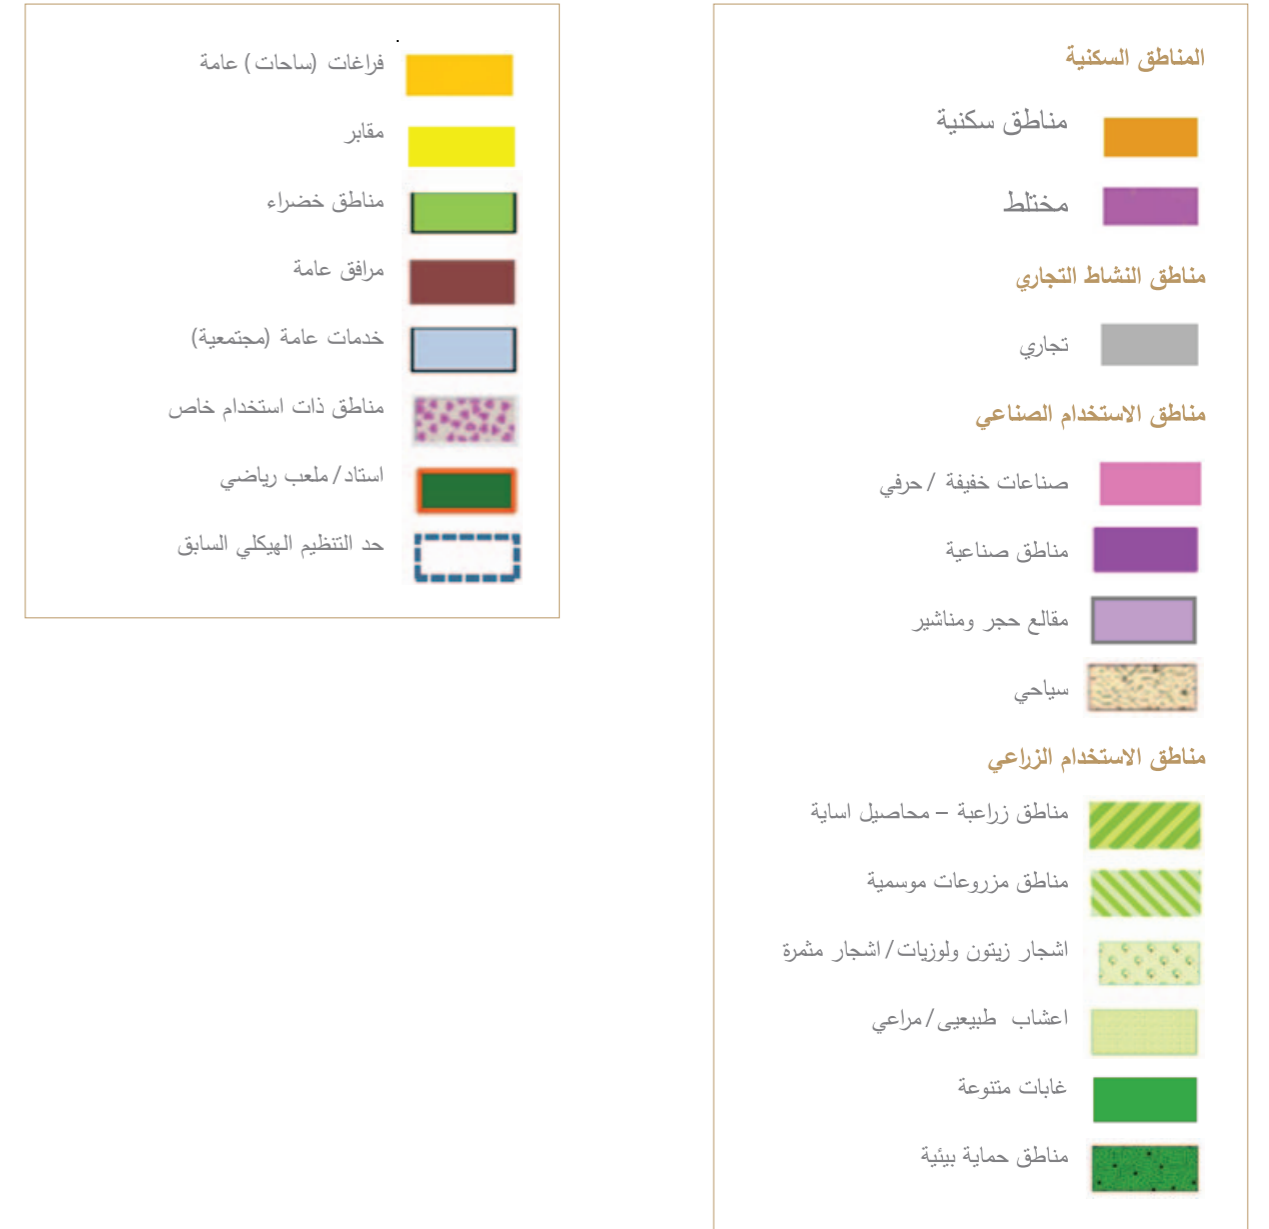 المناطق السكنية
مناطق سكنية
مختلط
مناطق النشاط التجاري
تجاري
مناطق الاستخدام الصناعي
صناعات خفيفة /حرفي
مناطق صناعية
مقالع حجر ومناشير
سياحي
مناطق الاستخدام الزراعي
مناطق زراعبة – محاصيل اساية
مناطق مزروعات موسمية
اشجار زيتون ولوزيات/اشجار مثمرة
اعشاب طبيعيى/مراعي
غابات متنوعة
مناطق حماية بيئية
فراغات (ساحات) عامة
مقابر
مناطق خضراء
مرافق عامة
خدمات عامة (مجتمعية)
مناطق ذات استخدام خاص
استاد/ملعب رياضي
حد التنظيم الهيكلي السابق